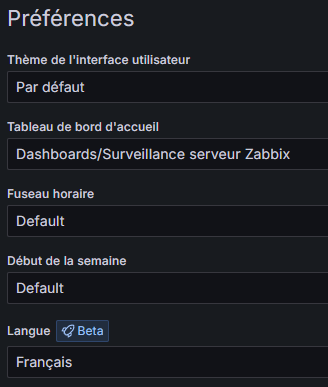 Préférences
Thème de l'interface utilisateur
Par défaut
Tableau de bord d'accueil
Dashboards/Surveillance serveur Zabbix
Fuseau horaire
Default
Début de la semaine
Default
Langue Beta
Français